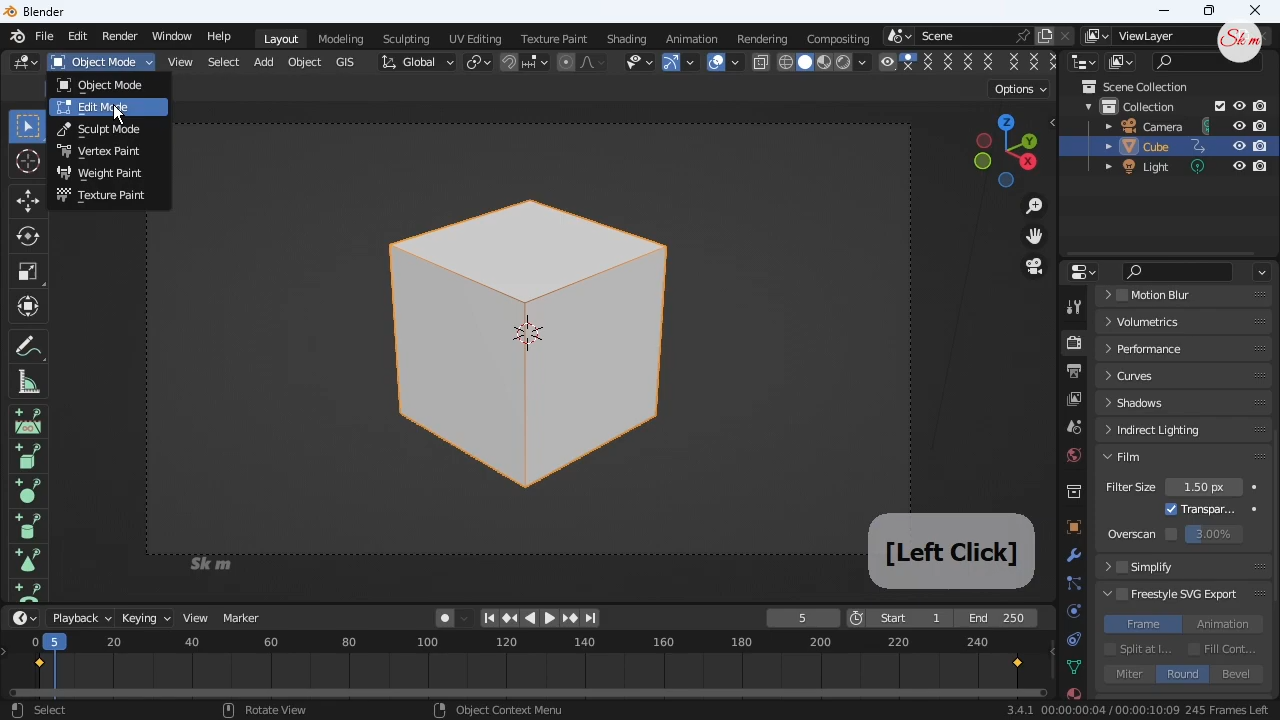 Blender
File Edit Render Window Help Layout Modeling Sculpting UV Editing Texture Paint Shading Animation Rendering Compositing Scene ViewLayer
Sk m
Object Mode View Select Add Object GIS Global
Options
Object Mode
Edit Mode
Sculpt Mode
Vertex Paint
Weight Paint
Texture Paint
Z
Y
X
Scene Collection
Collection
Camera
Cube
Light
Motion Blur
Volumetrics
Performance
Curves
Shadows
Indirect Lighting
Film
Filter Size 1.50 px
Transpar...
Overscan 3.00%
Simplify
Freestyle SVG Export
Frame Animation
Split at I... Fill Cont...
Miter Round Bevel
[Left Click]
Sk m
Playback Keying View Marker 5 Start 1 End 250
0 5 20 40 60 80 100 120 140 160 180 200 220 240
Select Rotate View Object Context Menu 3.4.1 00:00:00:04 / 00:00:10:09 245 Frames Left